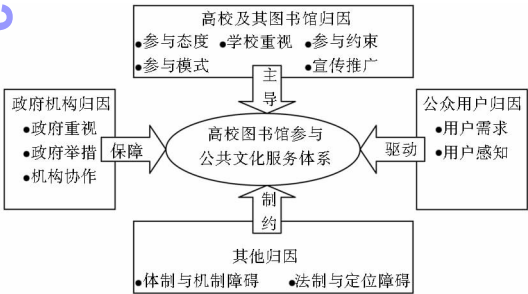 高校及其图书馆归因
●参与态度 ●学校重视 ●参与约束
●参与模式 ●宣传推广
主导
政府机构归因
●政府重视
●政府举措
●机构协作
保障
高校图书馆参与
公共文化服务体系
公众用户归因
●用户需求
●用户感知
驱动
制约
其他归因
●体制与机制障碍 ●法制与定位障碍